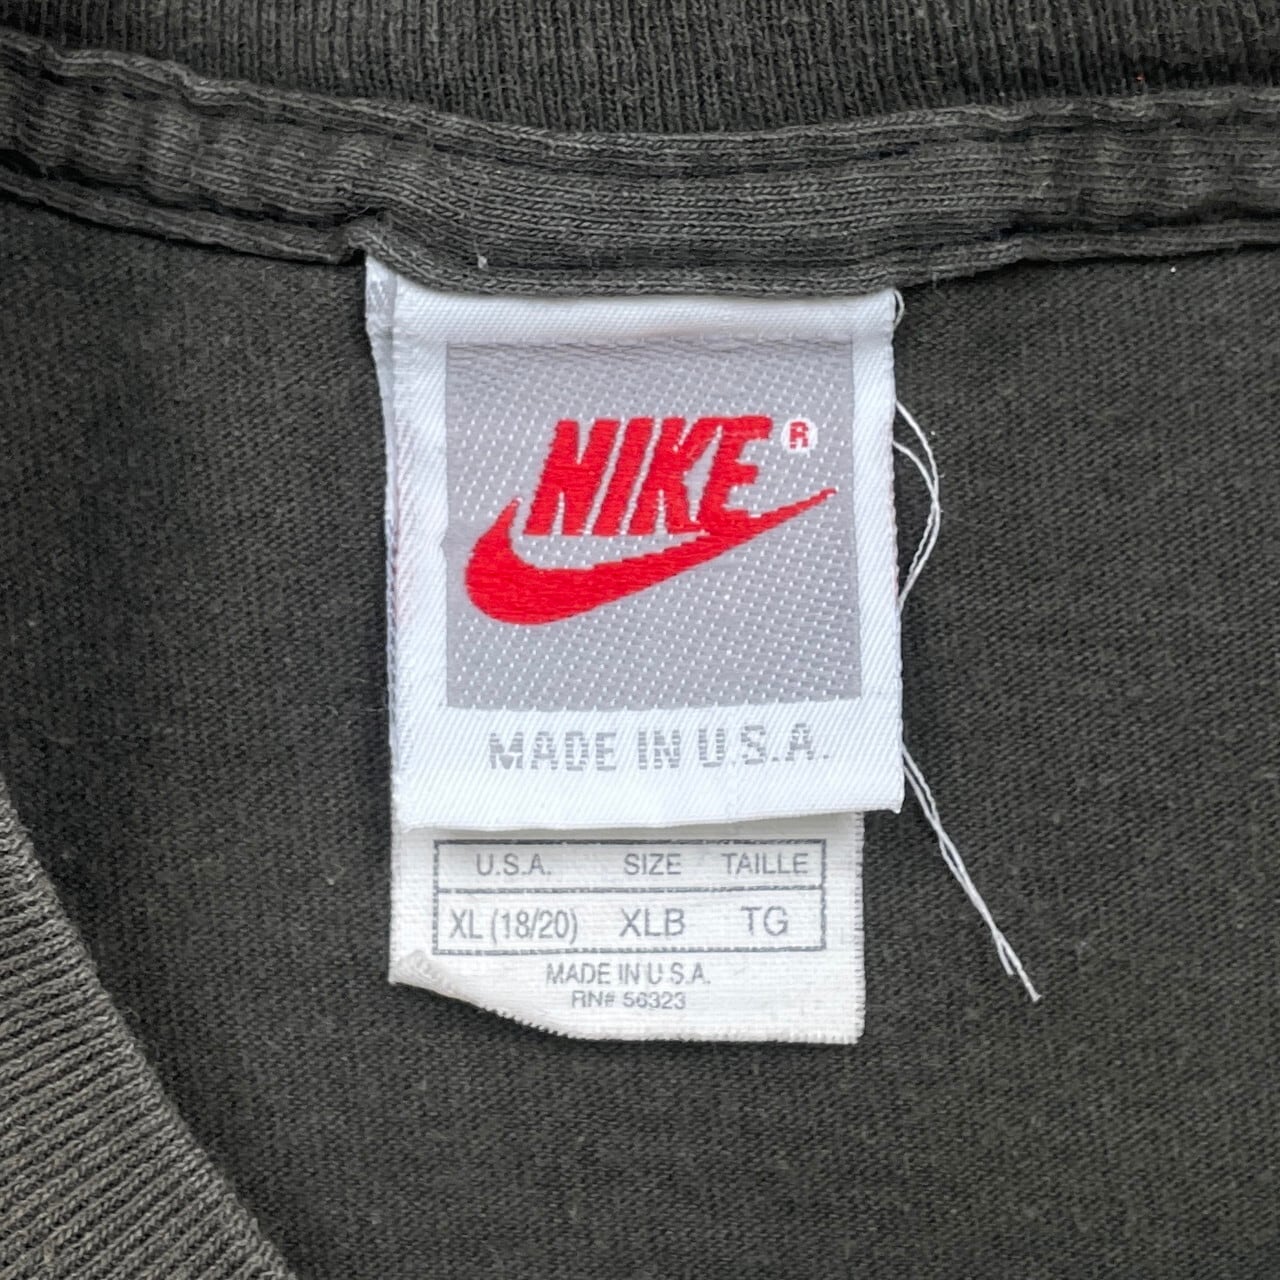 NIKE®
MADE IN U.S.A.
U.S.A. SIZE TAILLE
XL (18/20) XLB TG
MADE IN U.S.A.
RN# 56323